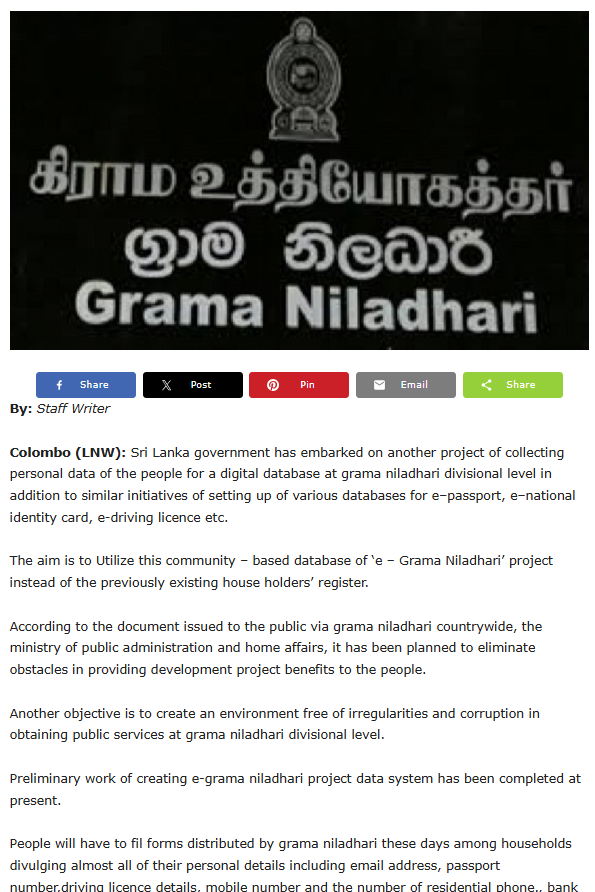 கிராம உத்தியோகத்தர்
ග්‍රාම නිලධාරී
Grama Niladhari
Share
Post
Pin
Email
Share
By: Staff Writer
Colombo (LNW): Sri Lanka government has embarked on another project of collecting
personal data of the people for a digital database at grama niladhari divisional level in
addition to similar initiatives of setting up of various databases for e–passport, e–national
identity card, e-driving licence etc.
The aim is to Utilize this community – based database of ‘e – Grama Niladhari’ project
instead of the previously existing house holders’ register.
According to the document issued to the public via grama niladhari countrywide, the
ministry of public administration and home affairs, it has been planned to eliminate
obstacles in providing development project benefits to the people.
Another objective is to create an environment free of irregularities and corruption in
obtaining public services at grama niladhari divisional level.
Preliminary work of creating e-grama niladhari project data system has been completed at
present.
People will have to fil forms distributed by grama niladhari these days among households
divulging almost all of their personal details including email address, passport
number,driving licence details, mobile number and the number of residential phone,, bank